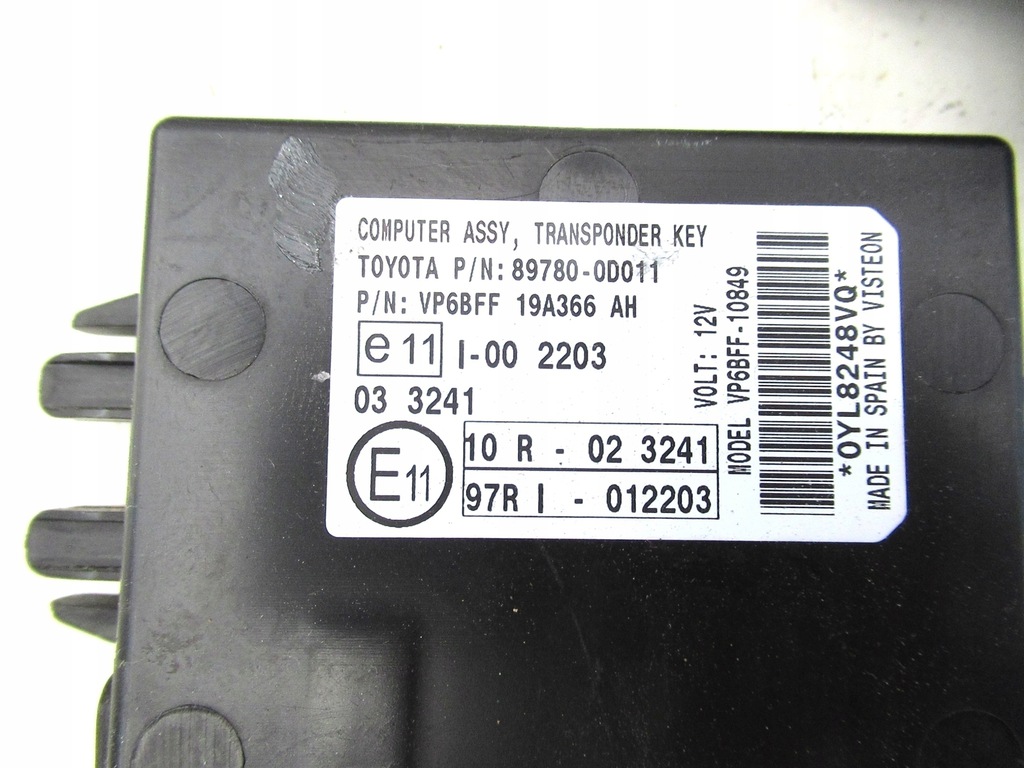 COMPUTER ASSY, TRANSPONDER KEY
TOYOTA P/N: 89780-0D011
P/N: VP6BFF 19A366 AH
e 11 I-00 2203
03 3241
E11
10 R - 02 3241
97R I - 012203
VOLT: 12V
MODEL VP6BFF-10849
*0YL8248VQ*
MADE IN SPAIN BY VISTEON